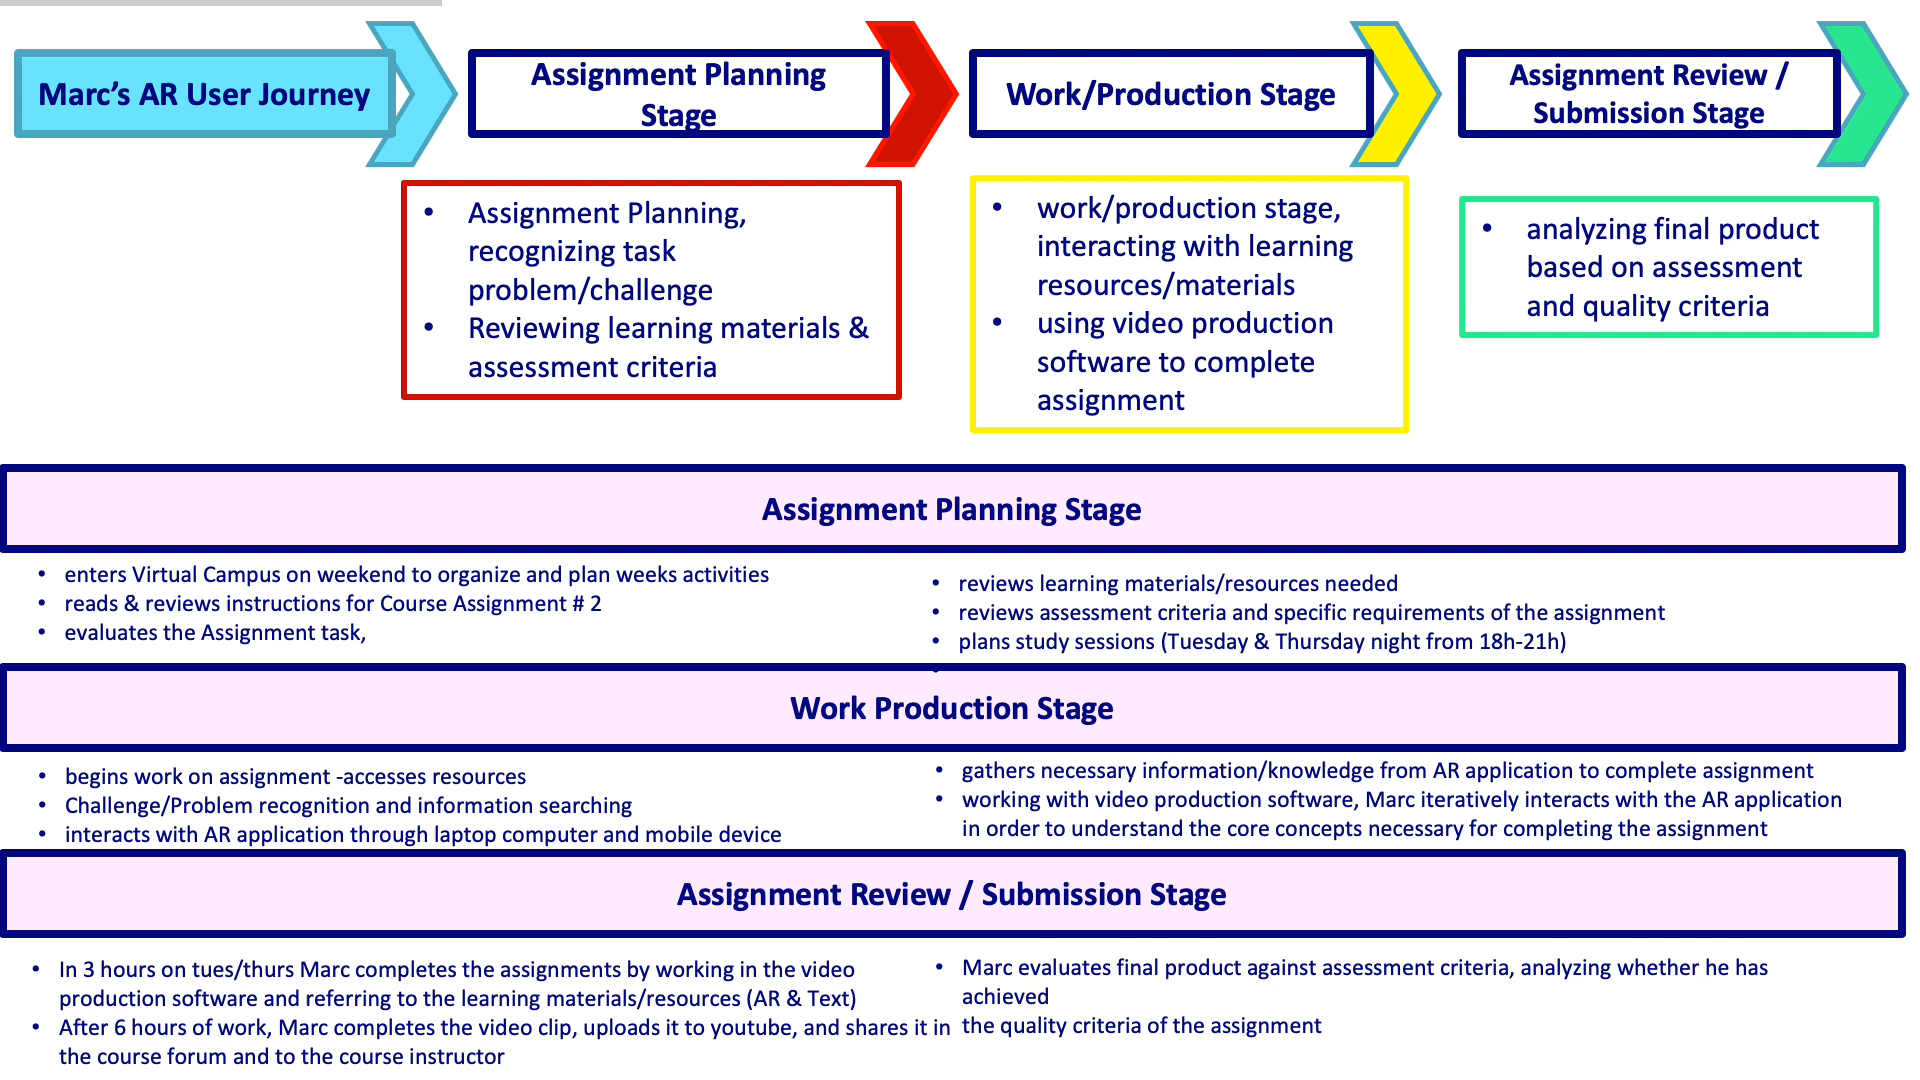 Marc's AR User Journey
Assignment Planning
Stage
Work/Production Stage
Assignment Review /
Submission Stage
• Assignment Planning,
recognizing task
problem/challenge
• Reviewing learning materials &
assessment criteria
• work/production stage,
interacting with learning
resources/materials
• using video production
software to complete
assignment
• analyzing final product
based on assessment
and quality criteria
Assignment Planning Stage
• enters Virtual Campus on weekend to organize and plan weeks activities
• reads & reviews instructions for Course Assignment # 2
• evaluates the Assignment task,
• reviews learning materials/resources needed
• reviews assessment criteria and specific requirements of the assignment
• plans study sessions (Tuesday & Thursday night from 18h-21h)
Work Production Stage
• begins work on assignment -accesses resources
• Challenge/Problem recognition and information searching
• interacts with AR application through laptop computer and mobile device
• gathers necessary information/knowledge from AR application to complete assignment
• working with video production software, Marc iteratively interacts with the AR application
in order to understand the core concepts necessary for completing the assignment
Assignment Review / Submission Stage
• In 3 hours on tues/thurs Marc completes the assignments by working in the video
production software and referring to the learning materials/resources (AR & Text)
• After 6 hours of work, Marc completes the video clip, uploads it to youtube, and shares it in
the course forum and to the course instructor
• Marc evaluates final product against assessment criteria, analyzing whether he has
achieved
the quality criteria of the assignment